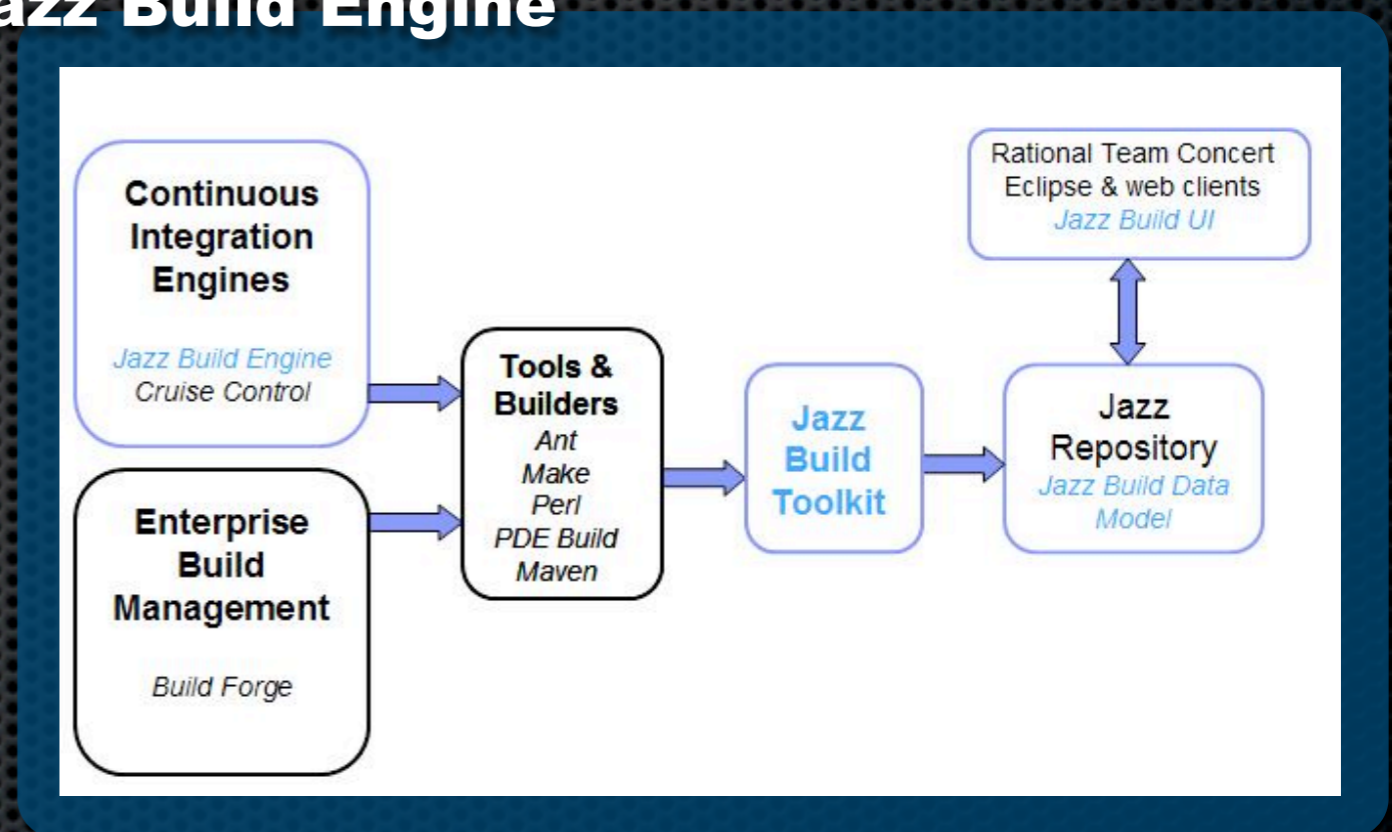 azz Build Engine
Continuous
Integration
Engines
Jazz Build Engine
Cruise Control
Enterprise
Build
Management
Build Forge
Tools &
Builders
Ant
Make
Perl
PDE Build
Maven
Jazz
Build
Toolkit
Rational Team Concert
Eclipse & web clients
Jazz Build UI
Jazz
Repository
Jazz Build Data
Model